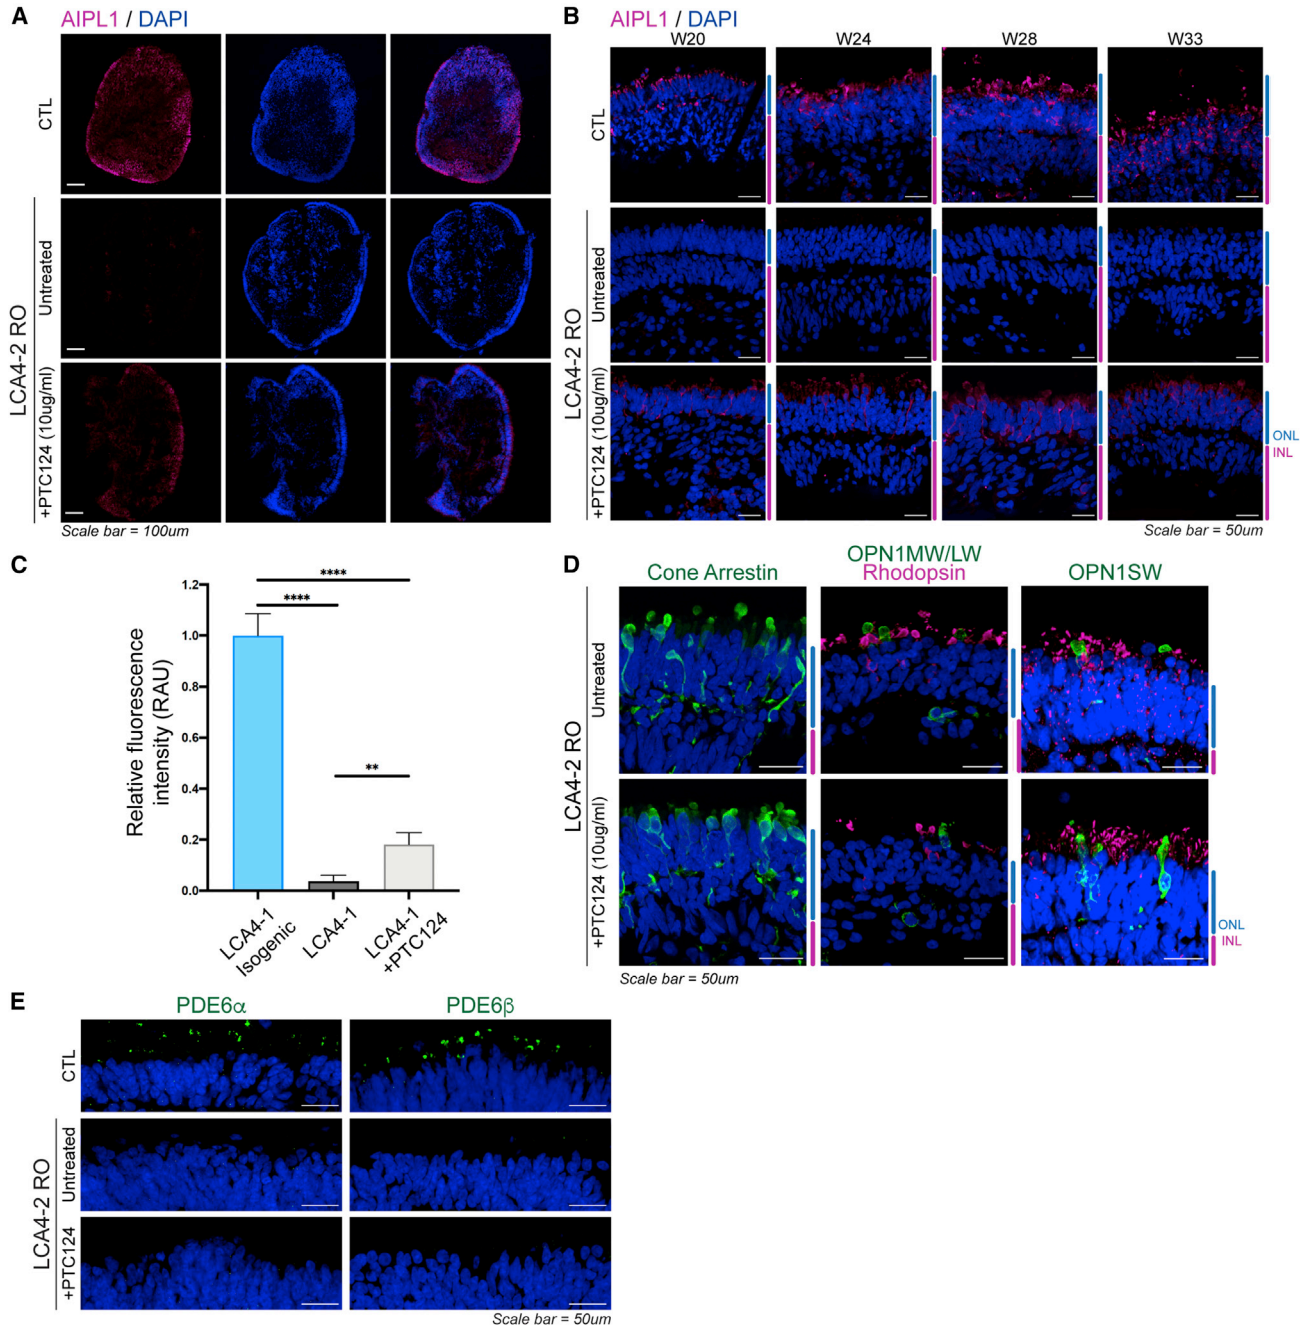 A
AIPL1 / DAPI
CTL
LCA4-2 RO
Untreated
+PTC124 (10ug/ml)
Scale bar = 100um
B
AIPL1 / DAPI
W20 W24 W28 W33
CTL
LCA4-2 RO
Untreated
+PTC124 (10ug/ml)
ONL
INL
Scale bar = 50um
C
Relative fluorescence
intensity (RAU)
1.2
1.0
0.8
0.6
0.4
0.2
0.0
****
****
**
LCA4-1
Isogenic
LCA4-1
LCA4-1
+PTC124
D
Cone Arrestin
OPN1MW/LW
Rhodopsin
OPN1SW
LCA4-2 RO
Untreated
+PTC124 (10ug/ml)
ONL
INL
Scale bar = 50um
E
PDE6α PDE6β
CTL
LCA4-2 RO
Untreated
+PTC124
Scale bar = 50um